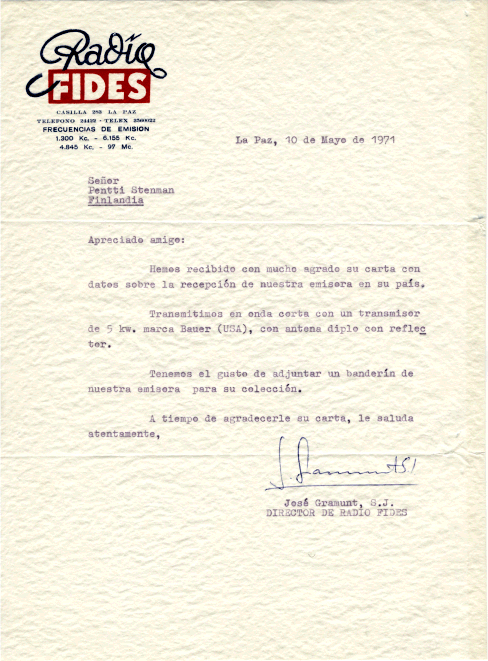 Radio
FIDES
CASILLA 283 LA PAZ
FRECUENCIAS DE EMISION
1.300 Kc. - 6.155 Kc.
4.845 Kc. - 97 Mc.
La Paz, 10 de Mayo de 1971
Señor
Pentti Stenman
Finlandia
Apreciado amigo:
Hemos recibido con mucho agrado su carta con
datos sobre la recepción de nuestra emisora en su país.
Transmitimos en onda corta con un transmisor
de 5 kw. marca Bauer (USA), con antena diplo con reflec
tor.
Tenemos el gusto de adjuntar un banderín de
nuestra emisora para su colección.
A tiempo de agradecerle su carta, le saluda
atentamente,
José Gramunt, S.J.
DIRECTOR DE RADIO FIDES